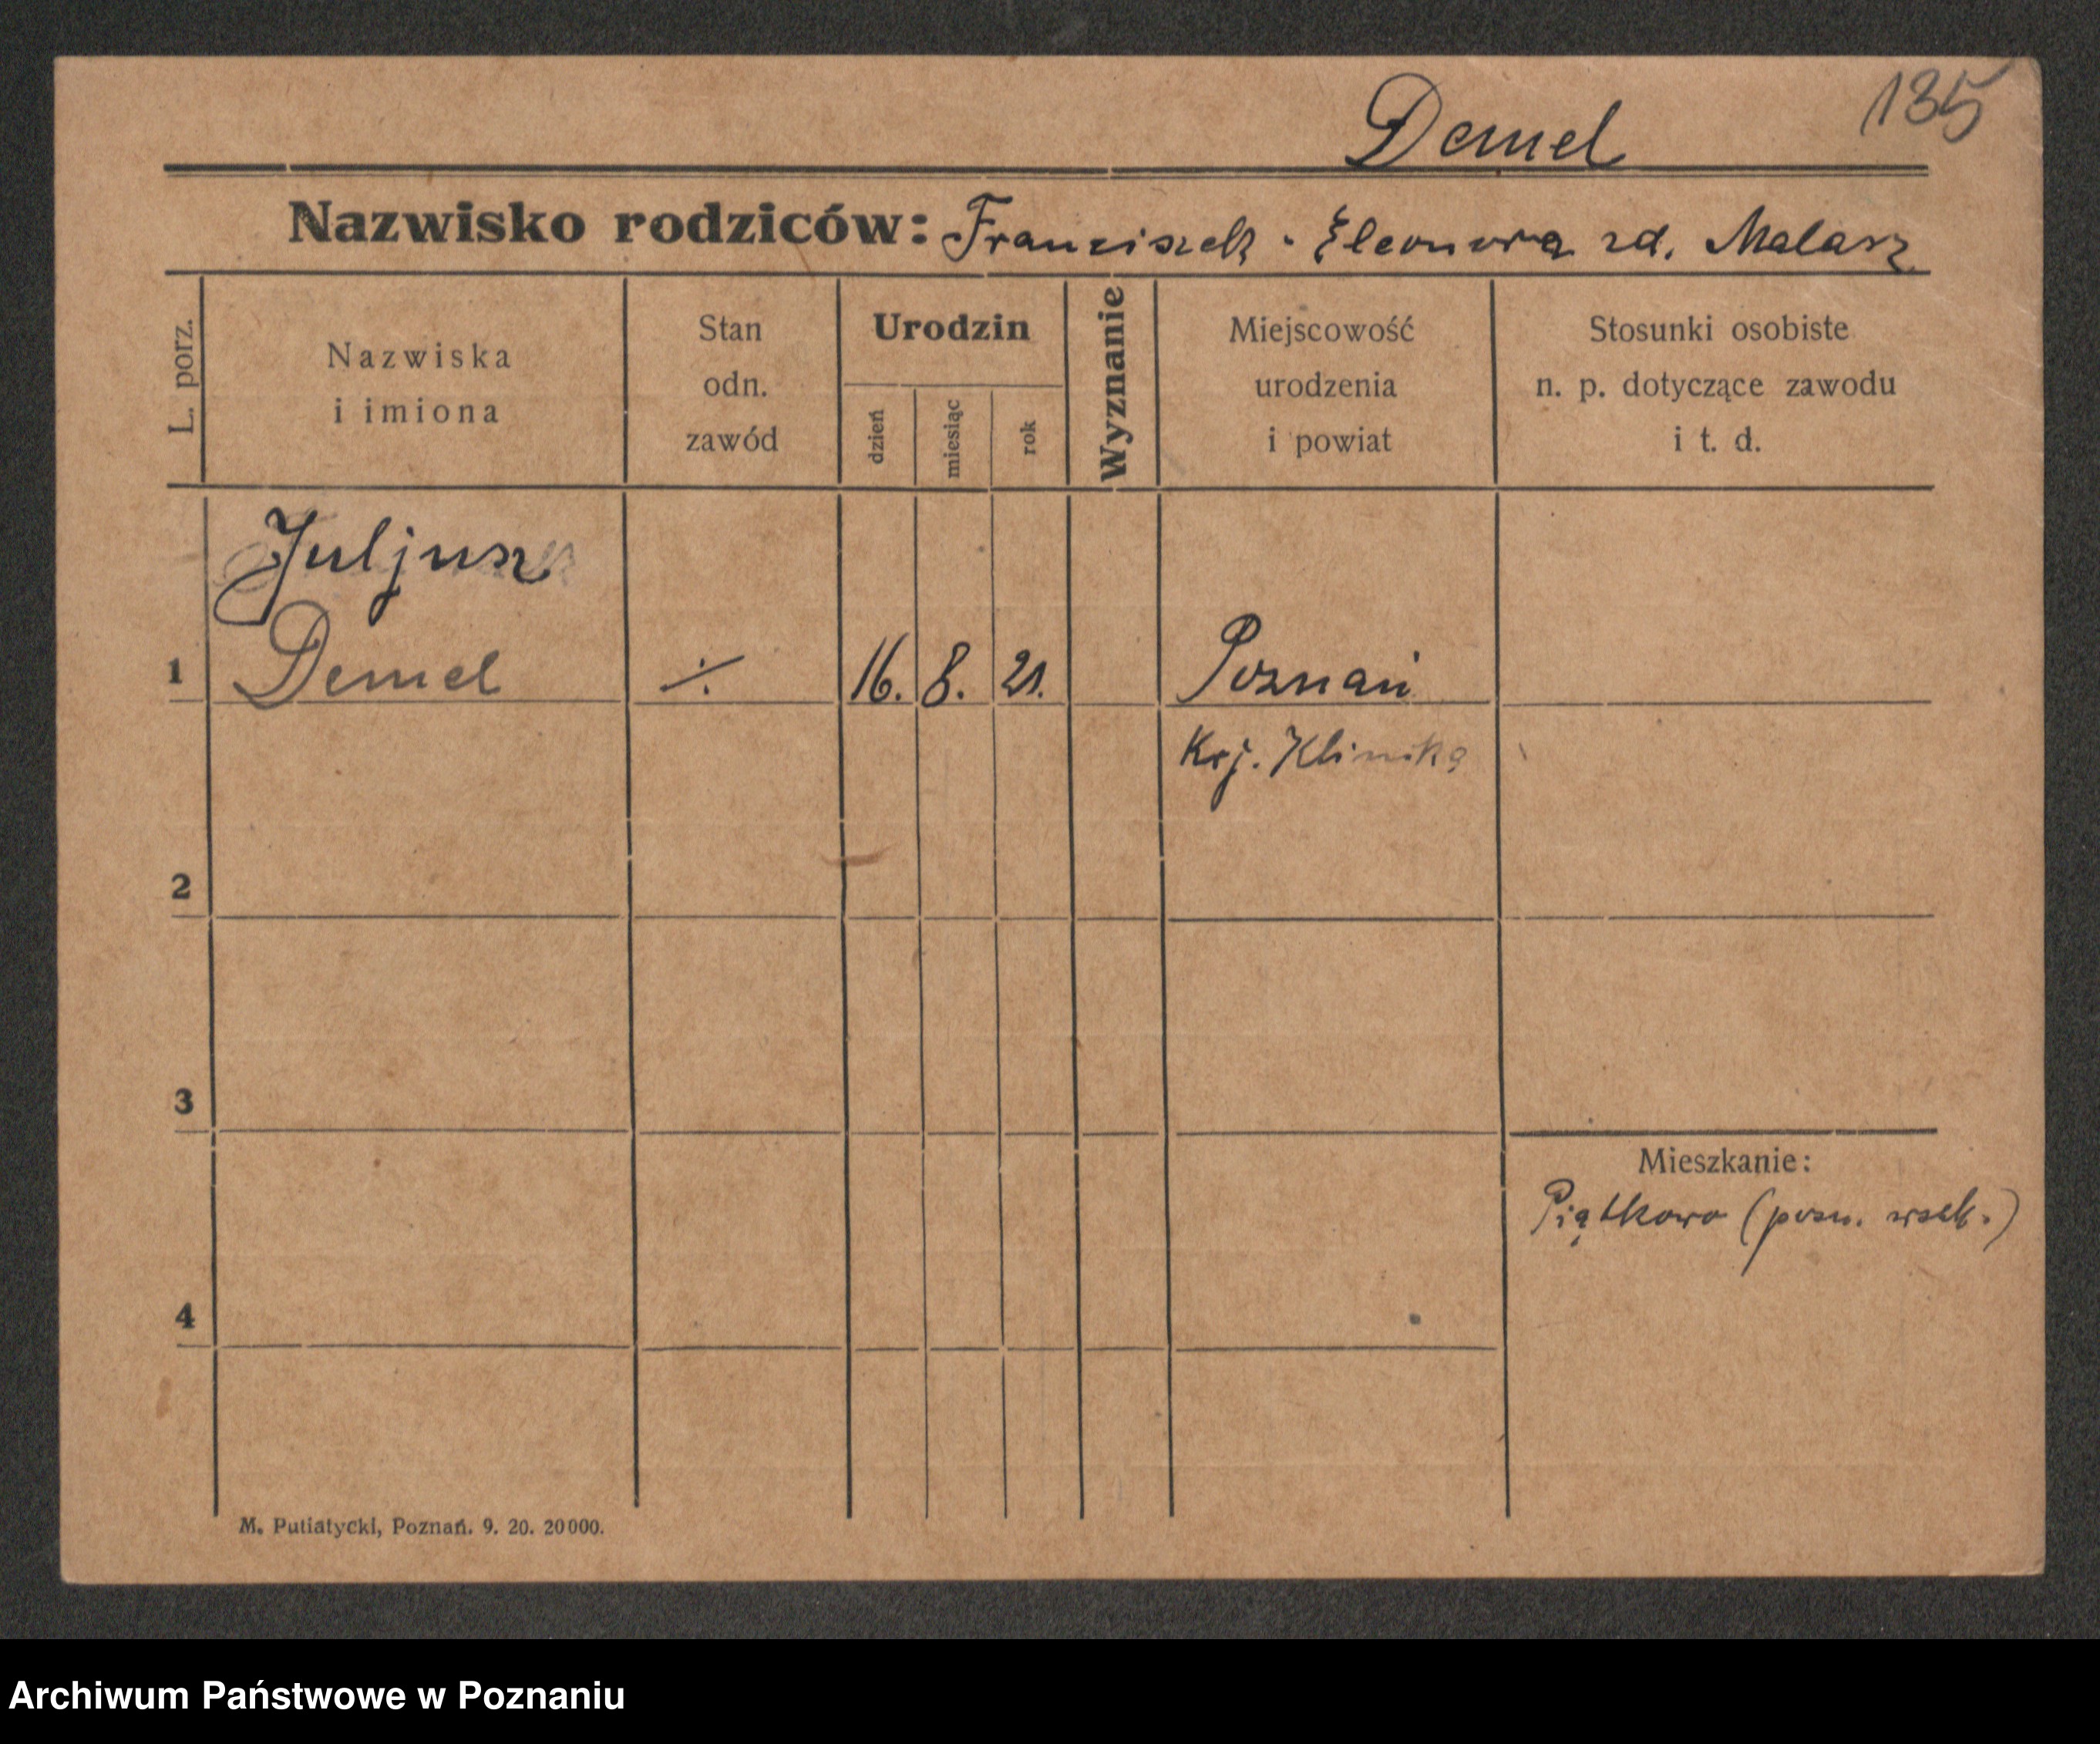 135
Demel
Nazwisko rodziców: Franciszek · Eleonora zd. Malasz
L. porz.
Nazwiska
i imiona
Stan
odn.
zawód
Urodzin
dzień
miesiąc
rok
Wyznanie
Miejscowość
urodzenia
i powiat
Stosunki osobiste
n. p. dotyczące zawodu
i t. d.
Juljusz
1 Demel ÷ 16. 8. 21. Poznań
Klinika
2
3
Mieszkanie:
Piątkowo (pozn. wsch.)
4
M. Putiatycki, Poznań. 9. 20. 20000.
Archiwum Państwowe w Poznaniu